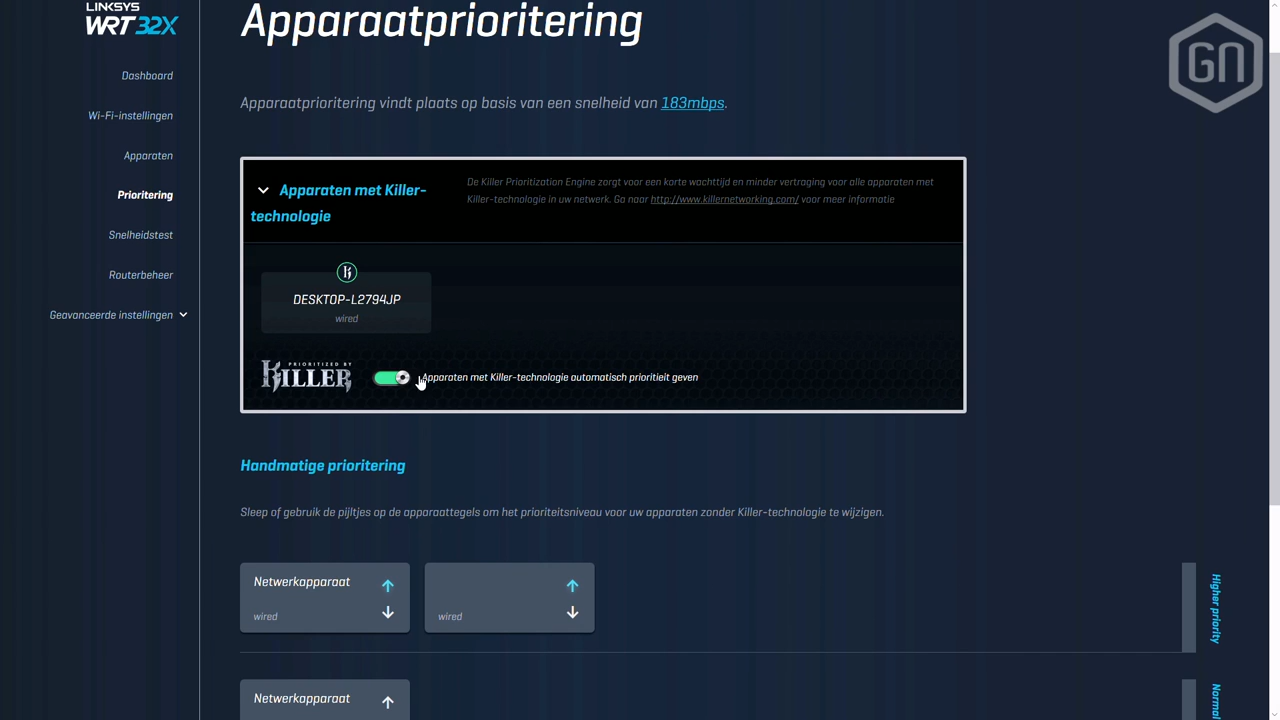 LINKSYS
WRT 32X
Dashboard
Wi-Fi-instellingen
Apparaten
Prioritering
Snelheidstest
Routerbeheer
Geavanceerde instellingen
Apparaatprioritering
GN
Apparaatprioritering vindt plaats op basis van een snelheid van 183mbps.
Apparaten met Killer-
technologie
De Killer Prioritization Engine zorgt voor een korte wachttijd en minder vertraging voor alle apparaten met
Killer-technologie in uw netwerk. Ga naar http://www.killernetworking.com/ voor meer informatie
DESKTOP-L2794JP
wired
PRIORITIZED BY
KILLER
Apparaten met Killer-technologie automatisch prioritieit geven
Handmatige prioritering
Sleep of gebruik de pijltjes op de apparaattegels om het prioriteitsniveau voor uw apparaten zonder Killer-technologie te wijzigen.
Netwerkapparaat
wired
wired
Higher priority
Netwerkapparaat
Normal